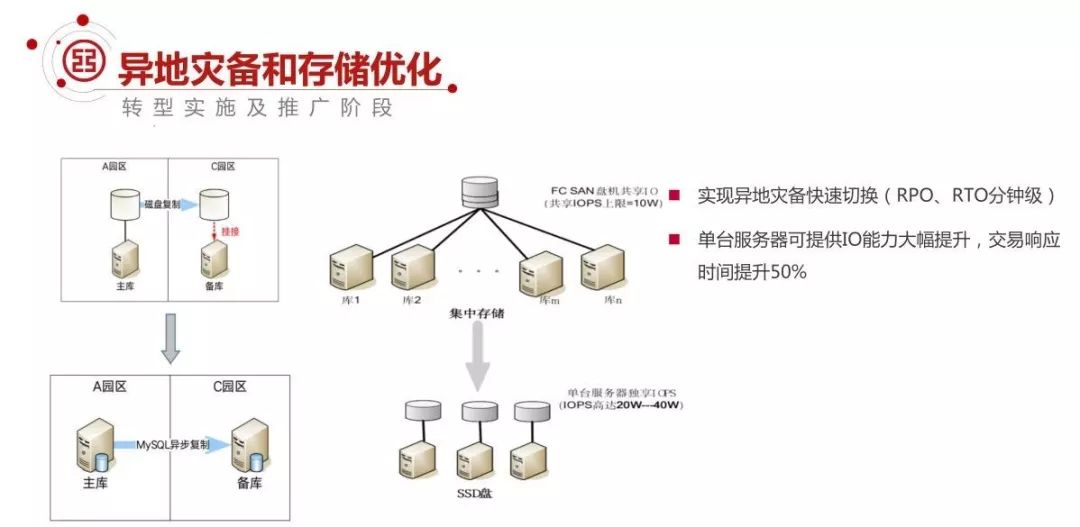 异地灾备和存储优化
转型实施及推广阶段
A园区
C园区
磁盘复制
挂接
主库
备库
A园区
C园区
MySQL异步复制
主库
备库
FC SAN盘机共享IO
(共享IOPS上限=10W)
· · ·
库1
库2
库m
库n
集中存储
单台服务器独享IOPS
(IOPS高达20W---40W)
SSD盘
■ 实现异地灾备快速切换（RPO、RTO分钟级）
■ 单台服务器可提供IO能力大幅提升，交易响应
时间提升50%